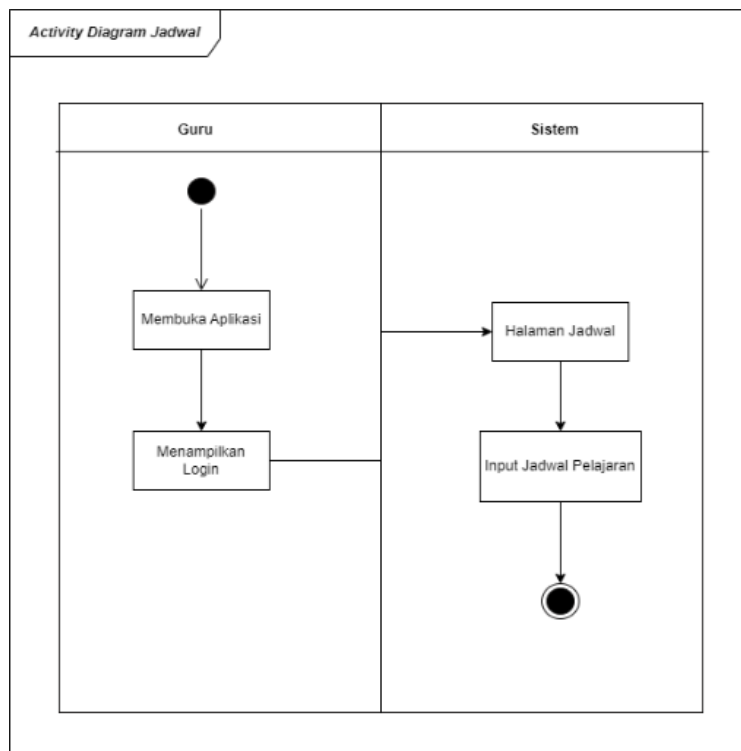 Activity Diagram Jadwal
Guru
Sistem
Membuka Aplikasi
Halaman Jadwal
Menampilkan
Login
Input Jadwal Pelajaran